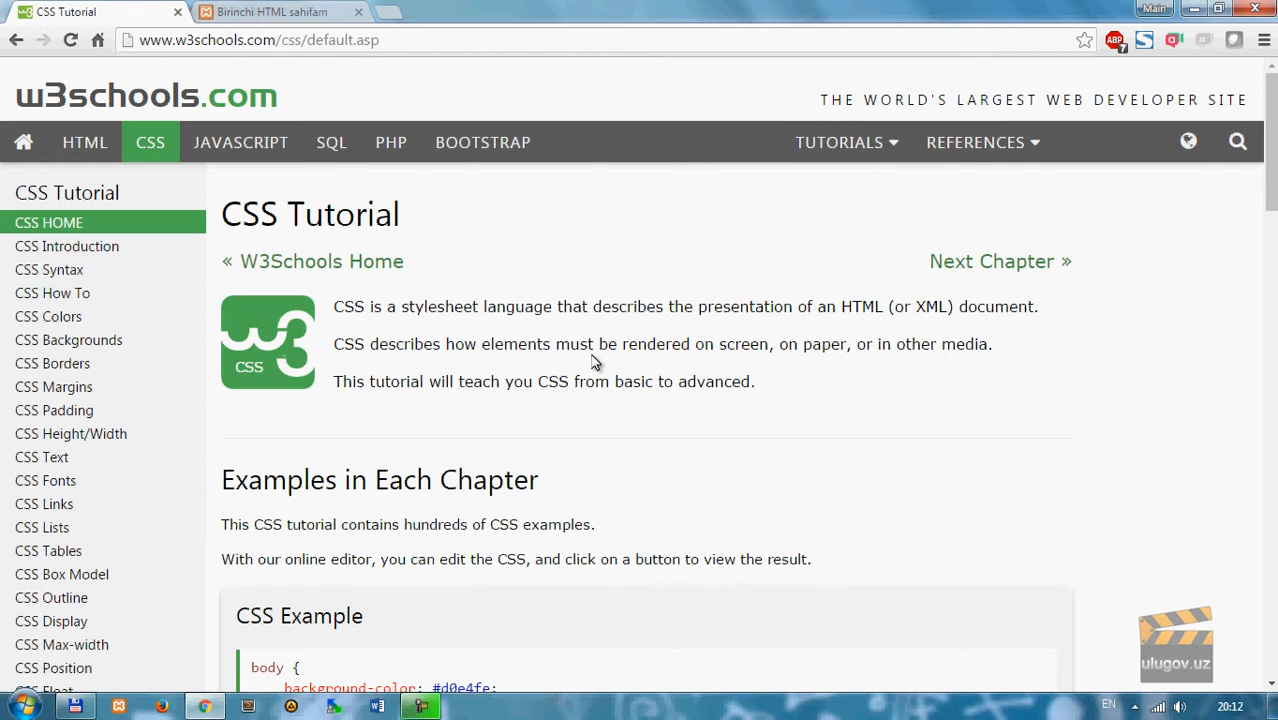 CSS Tutorial
Birinchi HTML sahifam
Main
www.w3schools.com/css/default.asp
ABP
7
w3schools.com
THE WORLD'S LARGEST WEB DEVELOPER SITE
HTML
CSS
JAVASCRIPT
SQL
PHP
BOOTSTRAP
TUTORIALS
REFERENCES
CSS Tutorial
CSS HOME
CSS Introduction
CSS Syntax
CSS How To
CSS Colors
CSS Backgrounds
CSS Borders
CSS Margins
CSS Padding
CSS Height/Width
CSS Text
CSS Fonts
CSS Links
CSS Lists
CSS Tables
CSS Box Model
CSS Outline
CSS Display
CSS Max-width
CSS Position
CSS Float
CSS Tutorial
« W3Schools Home
Next Chapter »
w3
CSS
CSS is a stylesheet language that describes the presentation of an HTML (or XML) document.
CSS describes how elements must be rendered on screen, on paper, or in other media.
This tutorial will teach you CSS from basic to advanced.
Examples in Each Chapter
This CSS tutorial contains hundreds of CSS examples.
With our online editor, you can edit the CSS, and click on a button to view the result.
CSS Example
body {
background-color: #d0e4fe;
ulugov.uz
EN
20:12